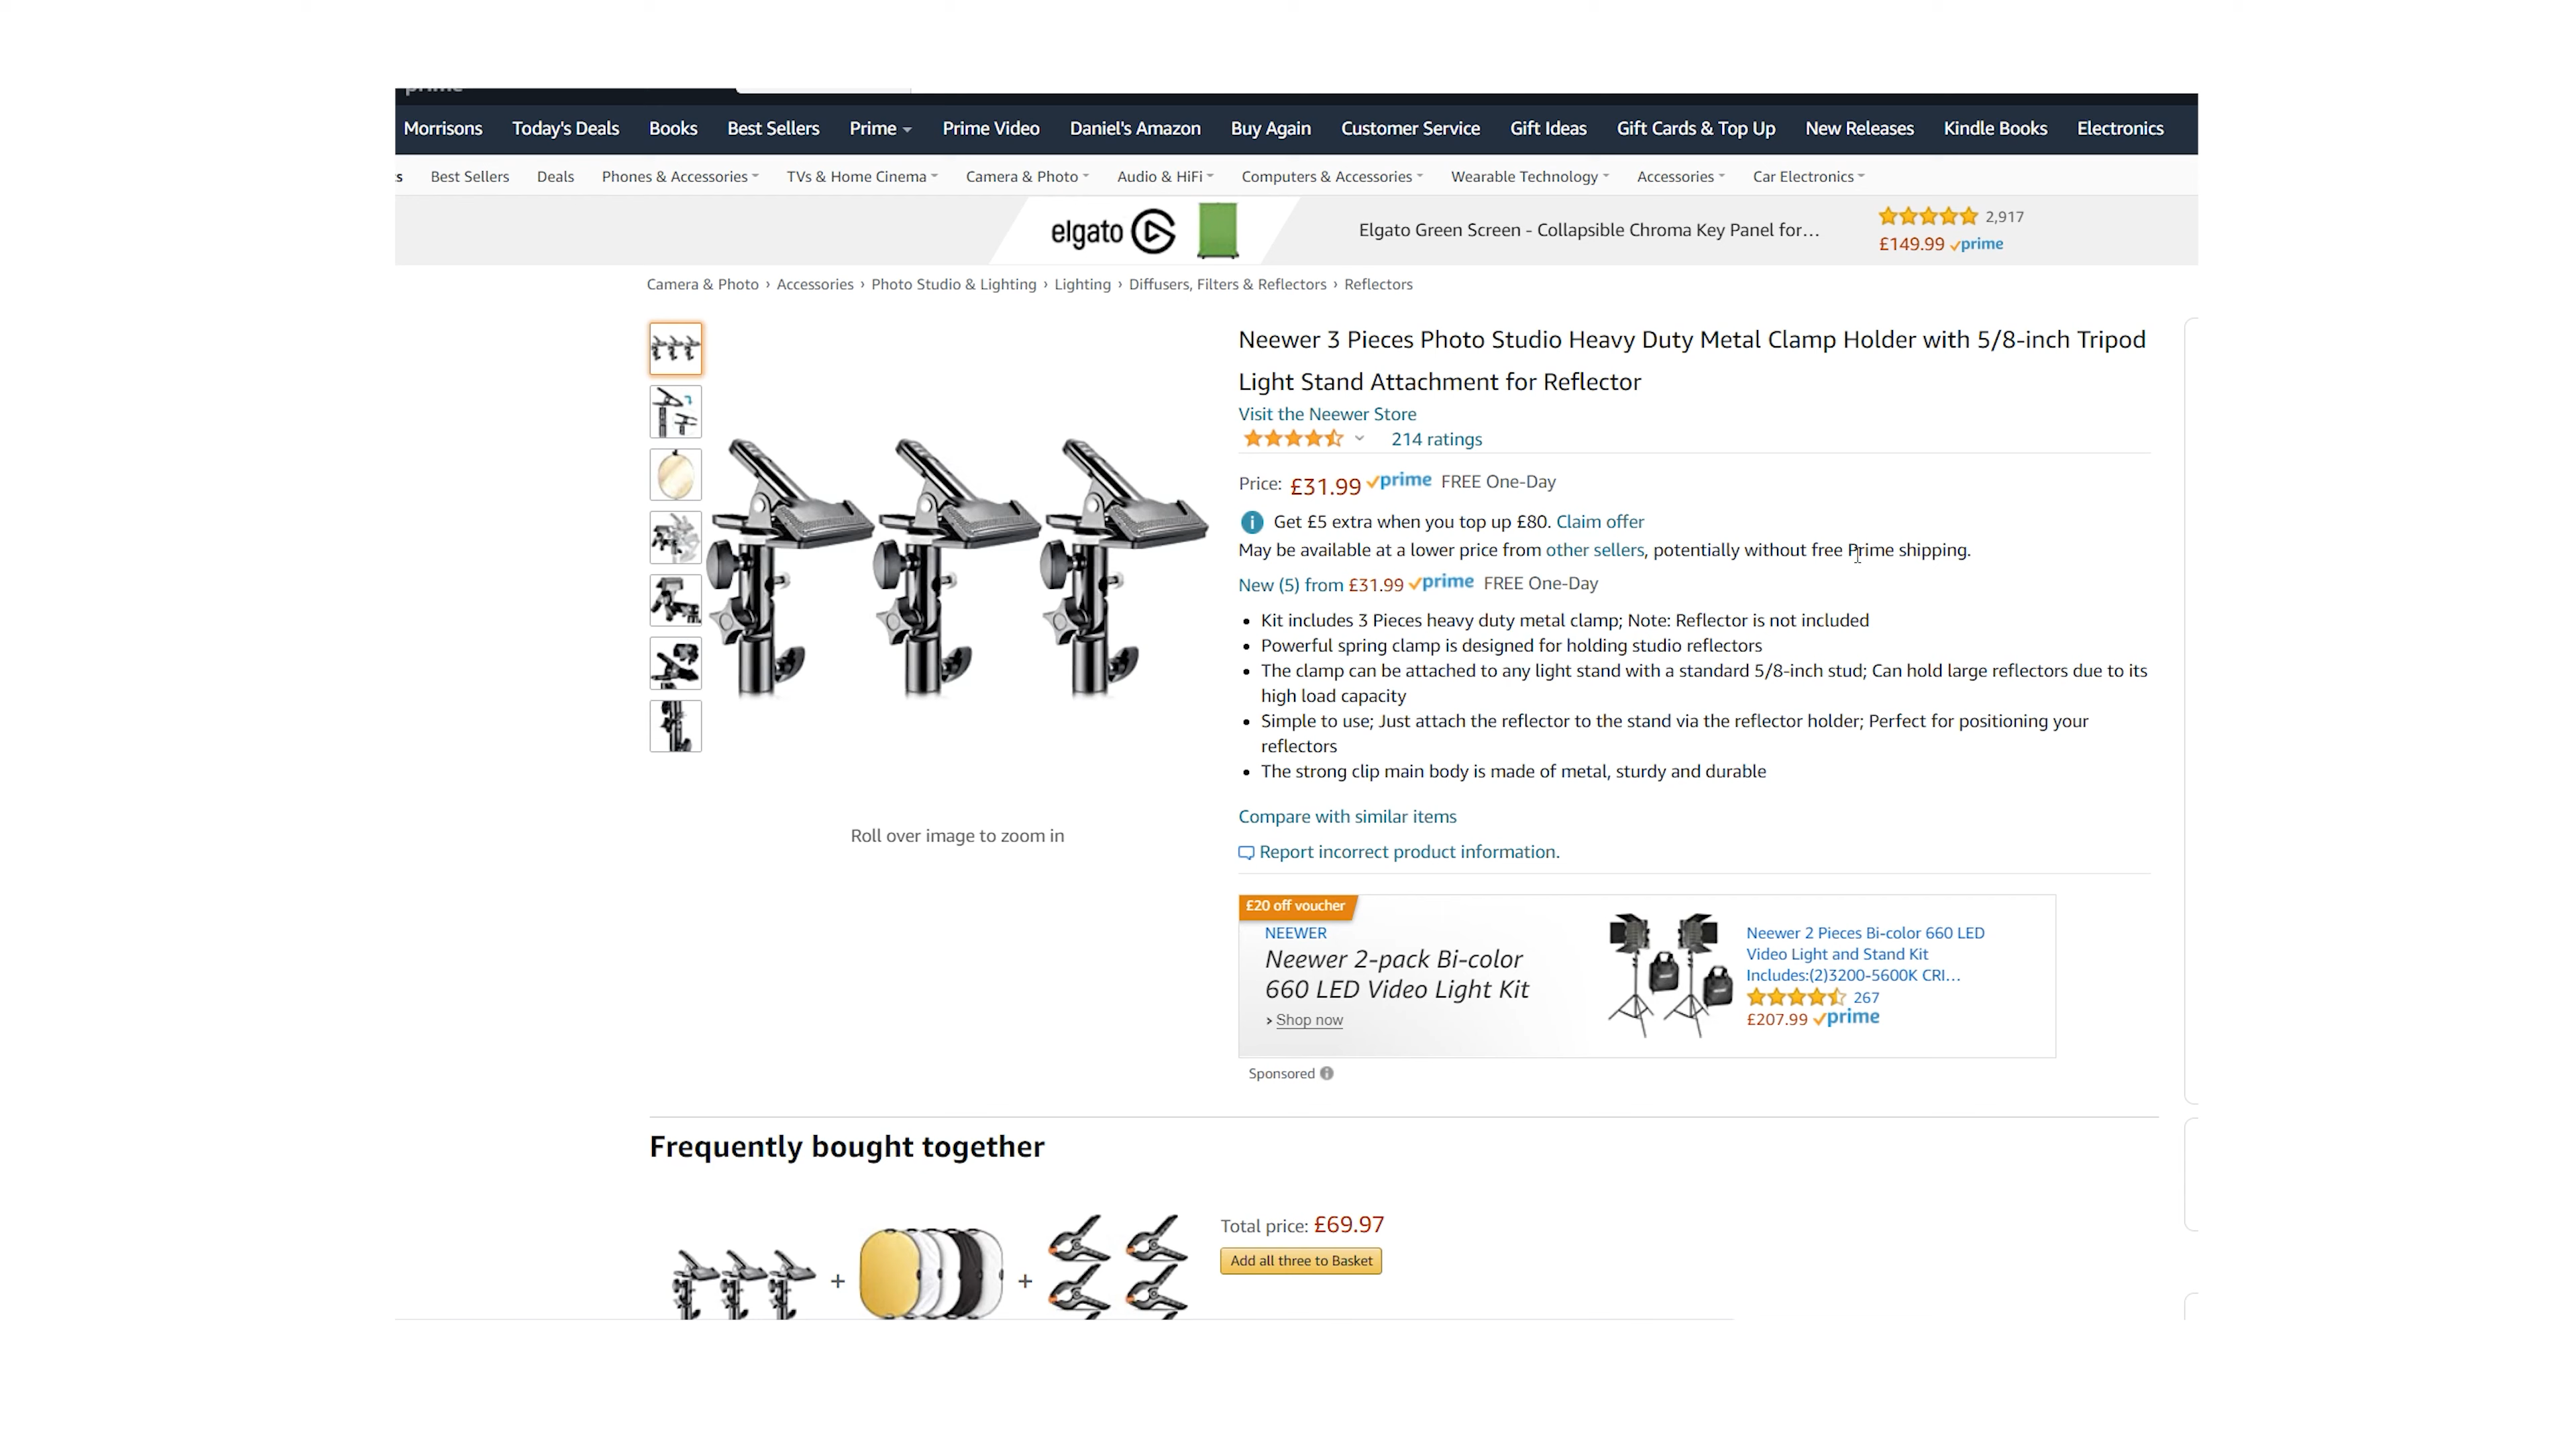 Morrisons Today's Deals Books Best Sellers Prime Prime Video Daniel's Amazon Buy Again Customer Service Gift Ideas Gift Cards & Top Up New Releases Kindle Books Electronics
Best Sellers Deals Phones & Accessories TVs & Home Cinema Camera & Photo Audio & HiFi Computers & Accessories Wearable Technology Accessories Car Electronics
elgato
Elgato Green Screen - Collapsible Chroma Key Panel for…
2,917
£149.99 prime
Camera & Photo › Accessories › Photo Studio & Lighting › Lighting › Diffusers, Filters & Reflectors › Reflectors
Neewer 3 Pieces Photo Studio Heavy Duty Metal Clamp Holder with 5/8-inch Tripod
Light Stand Attachment for Reflector
Visit the Neewer Store
214 ratings
Price: £31.99 prime FREE One-Day
i Get £5 extra when you top up £80. Claim offer
May be available at a lower price from other sellers, potentially without free Prime shipping.
New (5) from £31.99 prime FREE One-Day
• Kit includes 3 Pieces heavy duty metal clamp; Note: Reflector is not included
• Powerful spring clamp is designed for holding studio reflectors
• The clamp can be attached to any light stand with a standard 5/8-inch stud; Can hold large reflectors due to its
high load capacity
• Simple to use; Just attach the reflector to the stand via the reflector holder; Perfect for positioning your
reflectors
• The strong clip main body is made of metal, sturdy and durable
Roll over image to zoom in
Compare with similar items
Report incorrect product information.
£20 off voucher
NEEWER
Neewer 2-pack Bi-color
660 LED Video Light Kit
› Shop now
Neewer 2 Pieces Bi-color 660 LED
Video Light and Stand Kit
Includes:(2)3200-5600K CRI…
267
£207.99 prime
Sponsored i
Frequently bought together
+ +
Total price: £69.97
Add all three to Basket